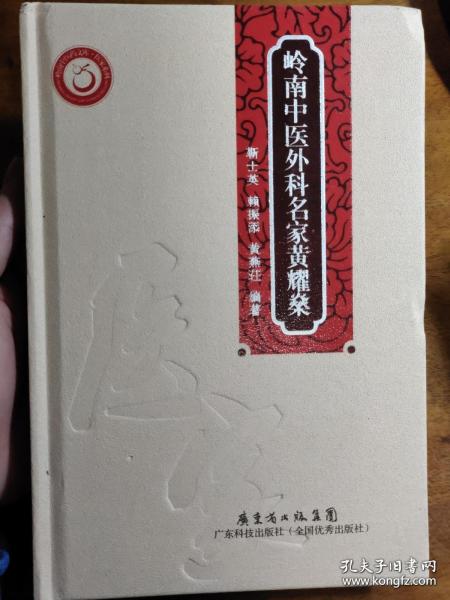 岭南中医外科名家黄耀燊
靳士英 赖振添 黄燕荘 编著
广东省出版集团
广东科技出版社（全国优秀出版社）
孔夫子旧书网
www.kongfz.com